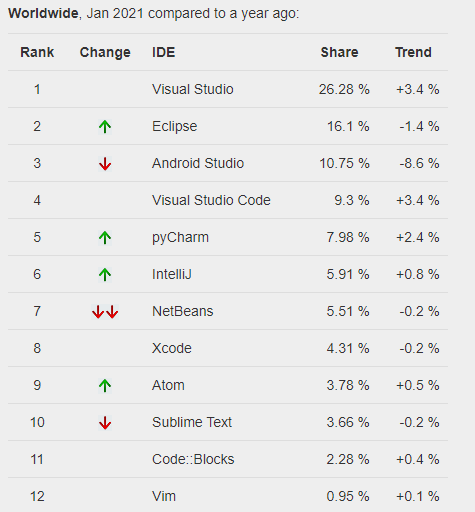 Worldwide, Jan 2021 compared to a year ago:
Rank Change IDE Share Trend
1 Visual Studio 26.28 % +3.4 %
2 ↑ Eclipse 16.1 % -1.4 %
3 ↓ Android Studio 10.75 % -8.6 %
4 Visual Studio Code 9.3 % +3.4 %
5 ↑ pyCharm 7.98 % +2.4 %
6 ↑ IntelliJ 5.91 % +0.8 %
7 ↓↓ NetBeans 5.51 % -0.2 %
8 Xcode 4.31 % -0.2 %
9 ↑ Atom 3.78 % +0.5 %
10 ↓ Sublime Text 3.66 % -0.2 %
11 Code::Blocks 2.28 % +0.4 %
12 Vim 0.95 % +0.1 %